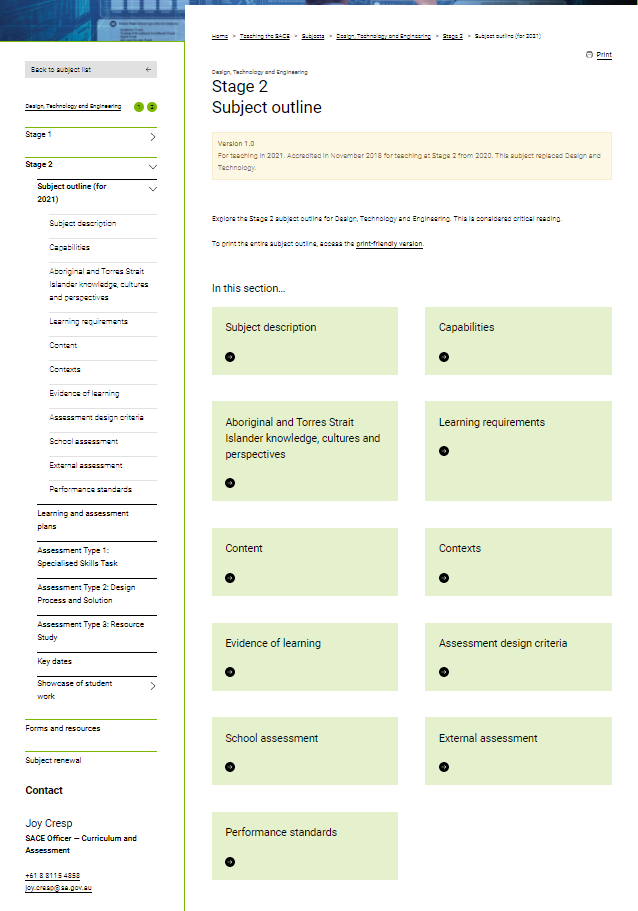 Home > Teaching the SACE > Subjects > Design, Technology and Engineering > Stage 2 > Subject outline (for 2021)
Print
Back to subject list
Design, Technology and Engineering 1 2
Stage 1
Stage 2
Subject outline (for
2021)
Subject description
Capabilities
Aboriginal and Torres Strait
Islander knowledge, cultures
and perspectives
Learning requirements
Content
Contexts
Evidence of learning
Assessment design criteria
School assessment
External assessment
Performance standards
Learning and assessment
plans
Assessment Type 1:
Specialised Skills Task
Assessment Type 2: Design
Process and Solution
Assessment Type 3: Resource
Study
Key dates
Showcase of student
work
Forms and resources
Subject renewal
Contact
Joy Cresp
SACE Officer — Curriculum and
Assessment
+61 8 8115 4858
joy.cresp@sa.gov.au
Design, Technology and Engineering
Stage 2
Subject outline
Version 1.0
For teaching in 2021. Accredited in November 2018 for teaching at Stage 2 from 2020. This subject replaced Design and
Technology.
Explore the Stage 2 subject outline for Design, Technology and Engineering. This is considered critical reading.
To print the entire subject outline, access the print-friendly version.
In this section...
Subject description
Capabilities
Aboriginal and Torres Strait
Islander knowledge, cultures and
perspectives
Learning requirements
Content
Contexts
Evidence of learning
Assessment design criteria
School assessment
External assessment
Performance standards